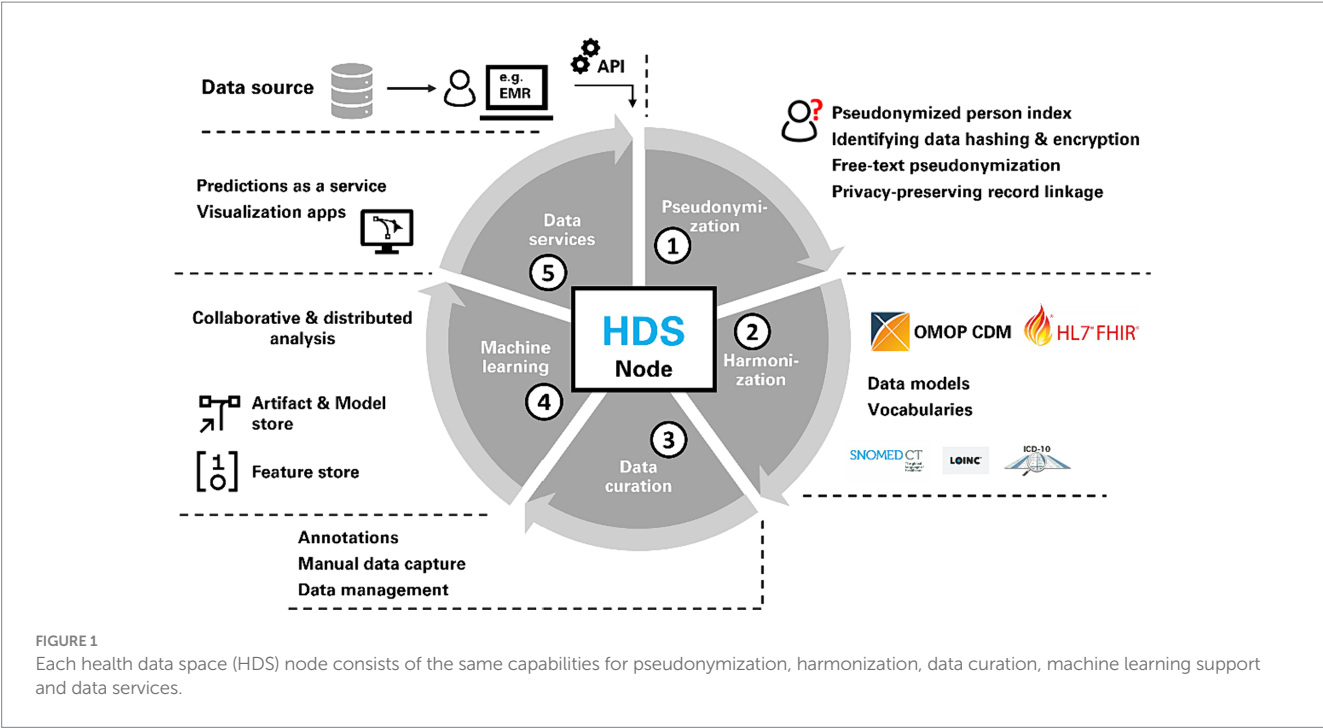 Data source
e.g.
EMR
API
Pseudonymized person index
Identifying data hashing & encryption
Free-text pseudonymization
Privacy-preserving record linkage
Predictions as a service
Visualization apps
Pseudonymi-
zation
1
Data
services
5
HDS
Node
2
Harmoni-
zation
OMOP CDM
HL7® FHIR®
Data models
Vocabularies
SNOMED CT
LOINC
ICD-10
Collaborative & distributed
analysis
Artifact & Model
store
1
0
Feature store
Machine
learning
4
3
Data
curation
Annotations
Manual data capture
Data management
FIGURE 1
Each health data space (HDS) node consists of the same capabilities for pseudonymization, harmonization, data curation, machine learning support
and data services.